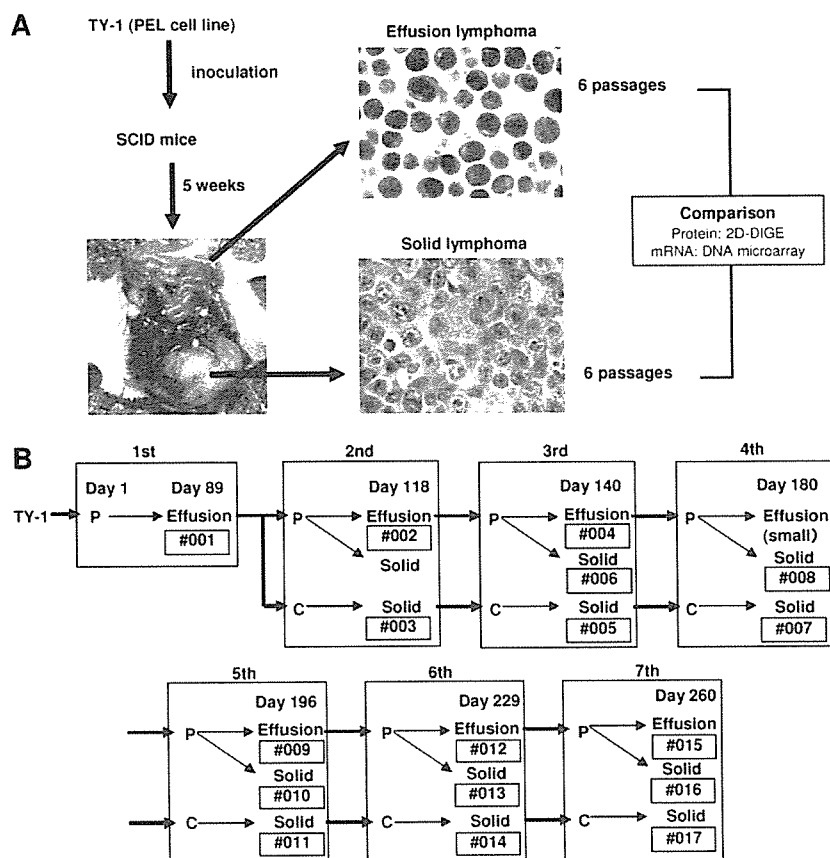 A
TY-1 (PEL cell line)
inoculation
SCID mice
5 weeks
Effusion lymphoma
6 passages
Solid lymphoma
6 passages
Comparison
Protein: 2D-DIGE
mRNA: DNA microarray
B
TY-1
1st
Day 1 Day 89
P Effusion
#001
2nd
Day 118
P Effusion
#002
Solid
C Solid
#003
3rd
Day 140
P Effusion
#004
Solid
#006
C Solid
#005
4th
Day 180
P Effusion
(small)
Solid
#008
C Solid
#007
5th
Day 196
P Effusion
#009
Solid
#010
C Solid
#011
6th
Day 229
P Effusion
#012
Solid
#013
C Solid
#014
7th
Day 260
P Effusion
#015
Solid
#016
C Solid
#017